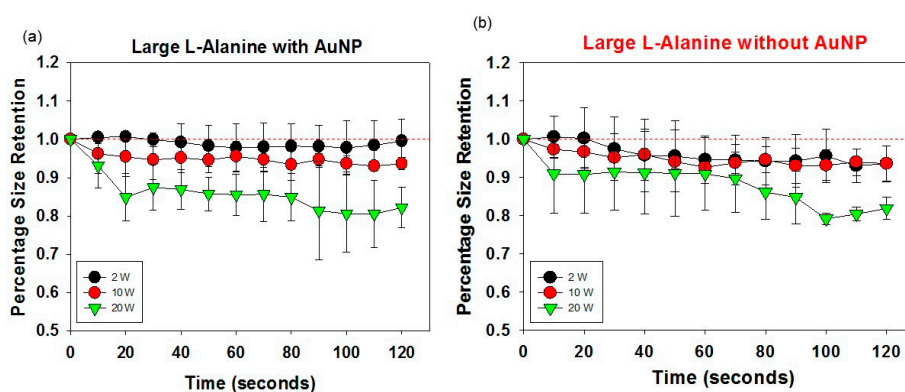 (a)
Large L-Alanine with AuNP
Percentage Size Retention
1.2
1.1
1.0
0.9
0.8
0.7
0.6
0.5
2 W
10 W
20 W
0 20 40 60 80 100 120
Time (seconds)
(b)
Large L-Alanine without AuNP
Percentage Size Retention
1.2
1.1
1.0
0.9
0.8
0.7
0.6
0.5
2 W
10 W
20 W
0 20 40 60 80 100 120
Time (seconds)